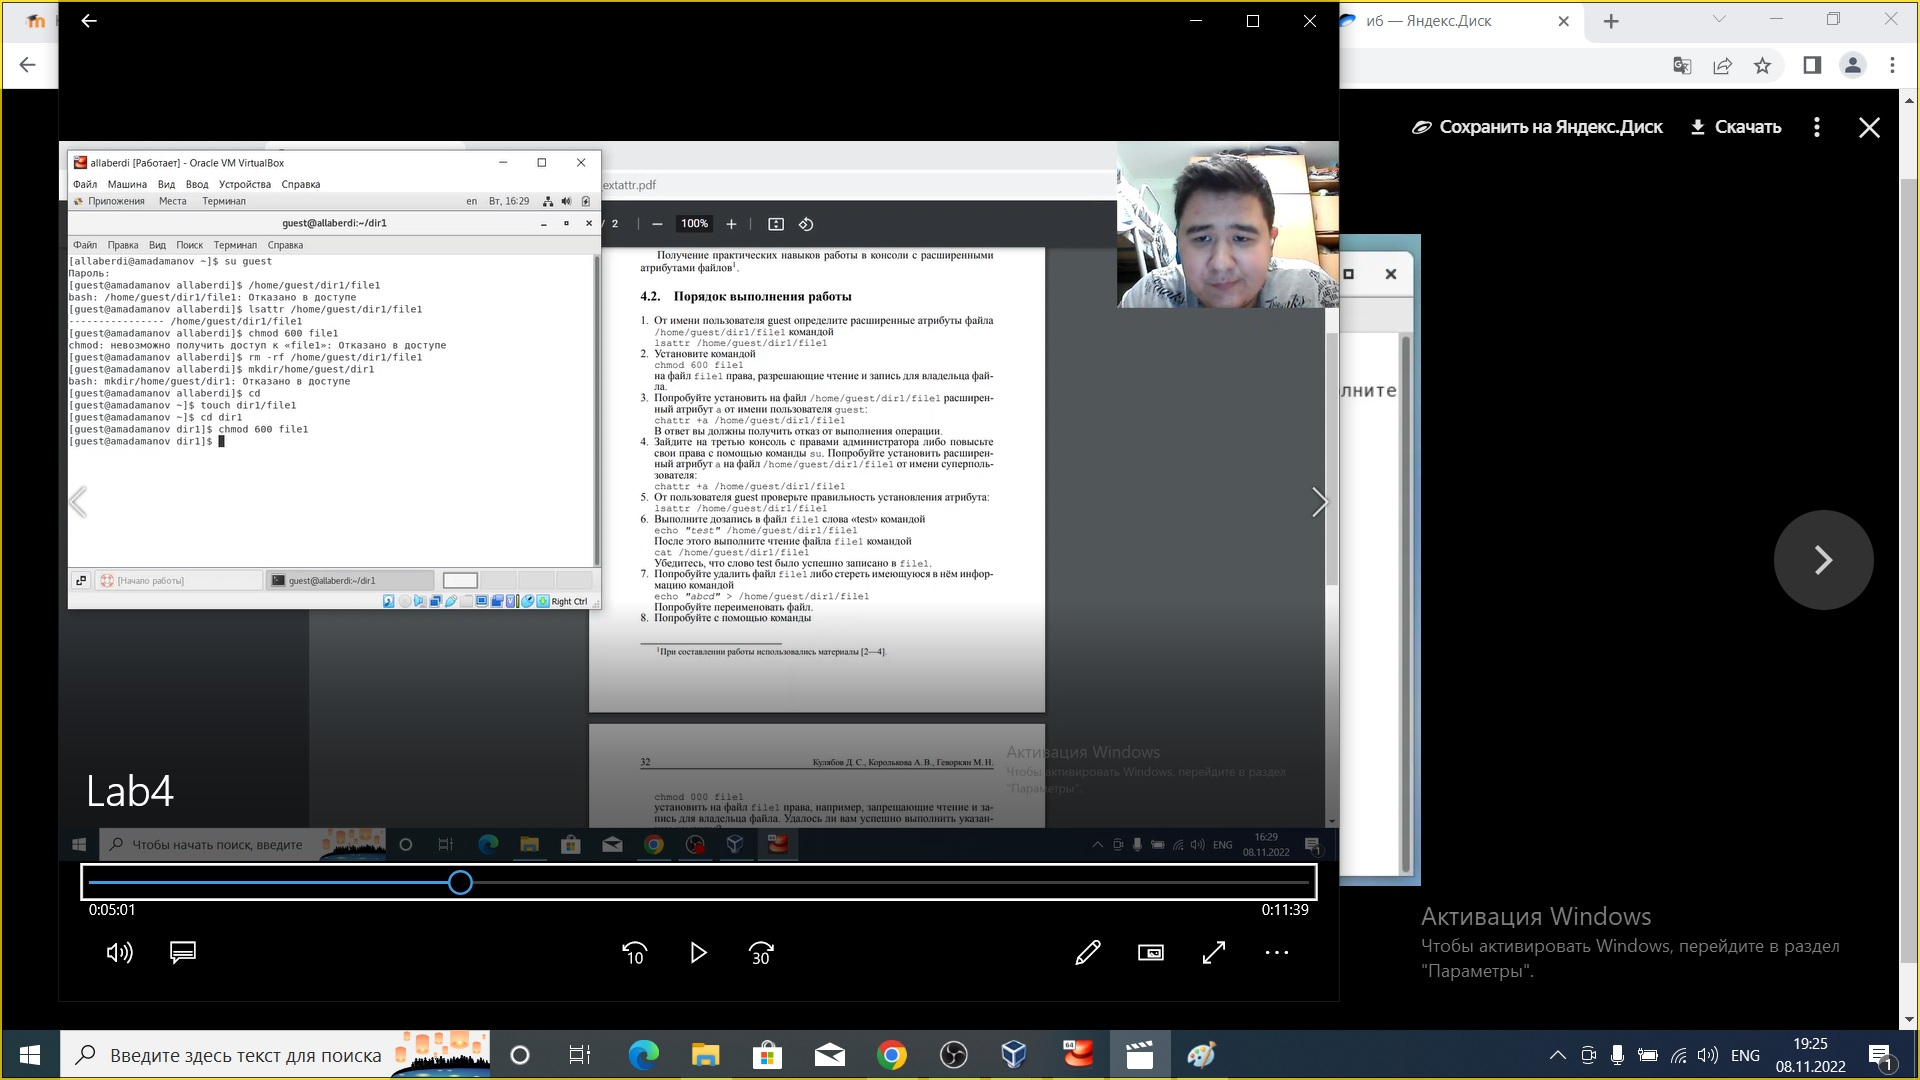 иб — Яндекс.Диск
Сохранить на Яндекс.Диск
Скачать
allaberdi [Работает] - Oracle VM VirtualBox
Файл Машина Вид Ввод Устройства Справка
Приложения Места Терминал en Вт, 16:29
guest@allaberdi:~/dir1
Файл Правка Вид Поиск Терминал Справка
[allaberdi@amadamanov ~]$ su guest
Пароль:
[guest@amadamanov allaberdi]$ /home/guest/dir1/file1
bash: /home/guest/dir1/file1: Отказано в доступе
[guest@amadamanov allaberdi]$ lsattr /home/guest/dir1/file1
---------------- /home/guest/dir1/file1
[guest@amadamanov allaberdi]$ chmod 600 file1
chmod: невозможно получить доступ к «file1»: Отказано в доступе
[guest@amadamanov allaberdi]$ rm -rf /home/guest/dir1/file1
[guest@amadamanov allaberdi]$ mkdir/home/guest/dir1
bash: mkdir/home/guest/dir1: Отказано в доступе
[guest@amadamanov allaberdi]$ cd
[guest@amadamanov ~]$ touch dir1/file1
[guest@amadamanov ~]$ cd dir1
[guest@amadamanov dir1]$ chmod 600 file1
[guest@amadamanov dir1]$
[Начало работы]
guest@allaberdi:~/dir1
Right Ctrl
extattr.pdf
/ 2
100%
Получение практических навыков работы в консоли с расширенными
атрибутами файлов1.
4.2. Порядок выполнения работы
1. От имени пользователя guest определите расширенные атрибуты файла
/home/guest/dir1/file1 командой
lsattr /home/guest/dir1/file1
2. Установите командой
chmod 600 file1
на файл file1 права, разрешающие чтение и запись для владельца фай-
ла.
3. Попробуйте установить на файл /home/guest/dir1/file1 расширен-
ный атрибут a от имени пользователя guest:
chattr +a /home/guest/dir1/file1
В ответ вы должны получить отказ от выполнения операции.
4. Зайдите на третью консоль с правами администратора либо повысьте
свои права с помощью команды su. Попробуйте установить расширен-
ный атрибут a на файл /home/guest/dir1/file1 от имени суперполь-
зователя:
chattr +a /home/guest/dir1/file1
5. От пользователя guest проверьте правильность установления атрибута:
lsattr /home/guest/dir1/file1
6. Выполните дозапись в файл file1 слова «test» командой
echo "test" /home/guest/dir1/file1
После этого выполните чтение файла file1 командой
cat /home/guest/dir1/file1
Убедитесь, что слово test было успешно записано в file1.
7. Попробуйте удалить файл file1 либо стереть имеющуюся в нём инфор-
мацию командой
echo "abcd" > /home/guest/dir1/file1
Попробуйте переименовать файл.
8. Попробуйте с помощью команды
1При составлении работы использовались материалы [2—4].
32 Кулябов Д. С., Королькова А. В., Геворкян М. Н.
chmod 000 file1
установить на файл file1 права, например, запрещающие чтение и за-
пись для владельца файла. Удалось ли вам успешно выполнить указан-
Активация Windows
Чтобы активировать Windows, перейдите в раздел
"Параметры".
лните
Lab4
Чтобы начать поиск, введите
ENG
16:29
08.11.2022
1
0:05:01
0:11:39
10
30
Активация Windows
Чтобы активировать Windows, перейдите в раздел
"Параметры".
Введите здесь текст для поиска
64
ENG
19:25
08.11.2022
1